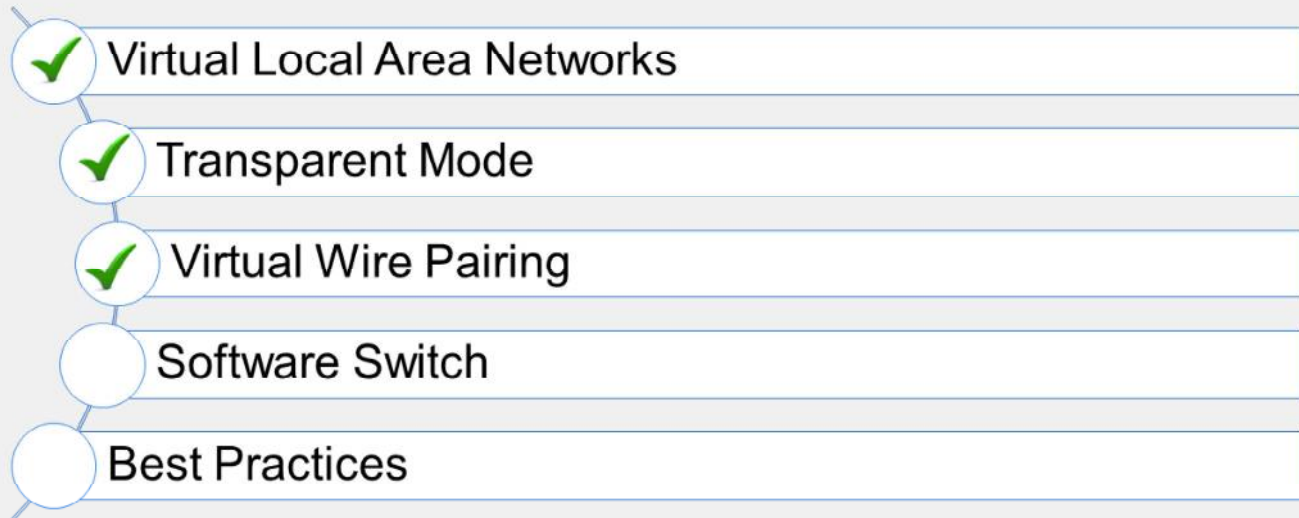 Virtual Local Area Networks
Transparent Mode
Virtual Wire Pairing
Software Switch
Best Practices